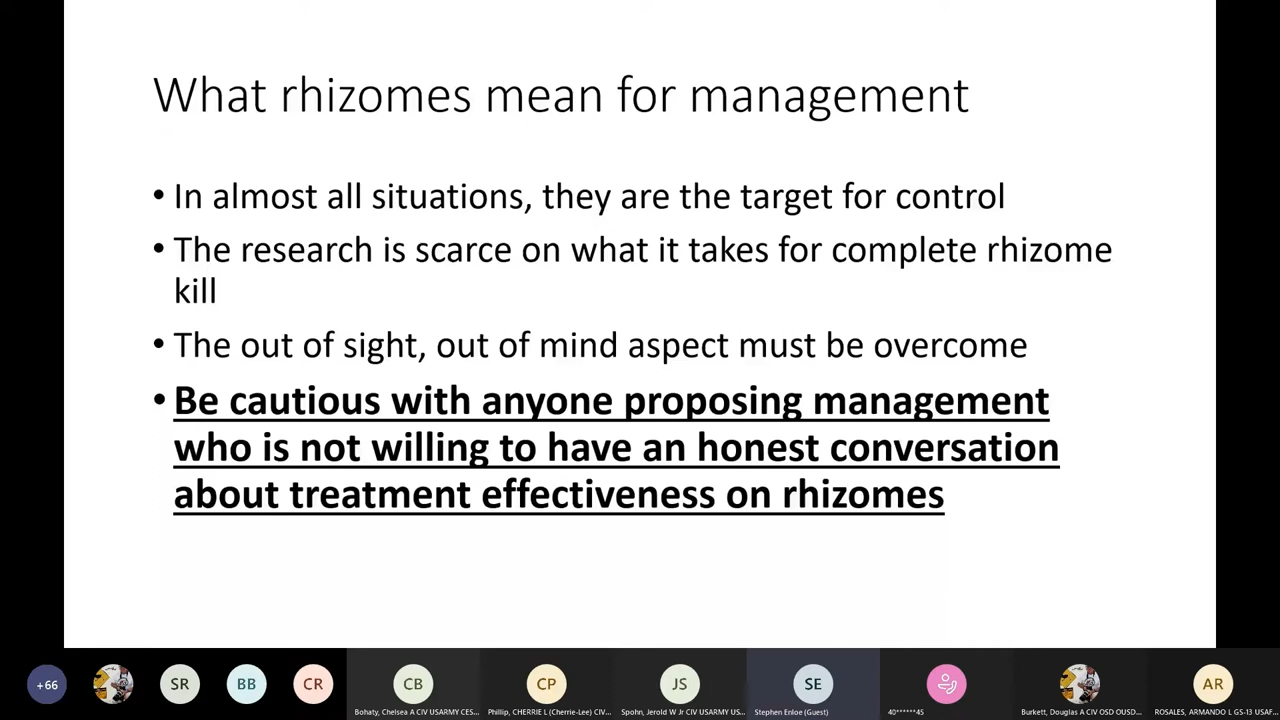 What rhizomes mean for management
• In almost all situations, they are the target for control
• The research is scarce on what it takes for complete rhizome
kill
• The out of sight, out of mind aspect must be overcome
• Be cautious with anyone proposing management
who is not willing to have an honest conversation
about treatment effectiveness on rhizomes
+66 SR BB CR CB CP JS SE AR
Bohaty, Chelsea A CIV USARMY CES... Phillip, CHERRIE L (Cherrie-Lee) CIV... Spohn, Jerold W Jr CIV USARMY US... Stephen Enloe (Guest) 40******45 Burkett, Douglas A CIV OSD OUSD... ROSALES, ARMANDO L GS-13 USAF...